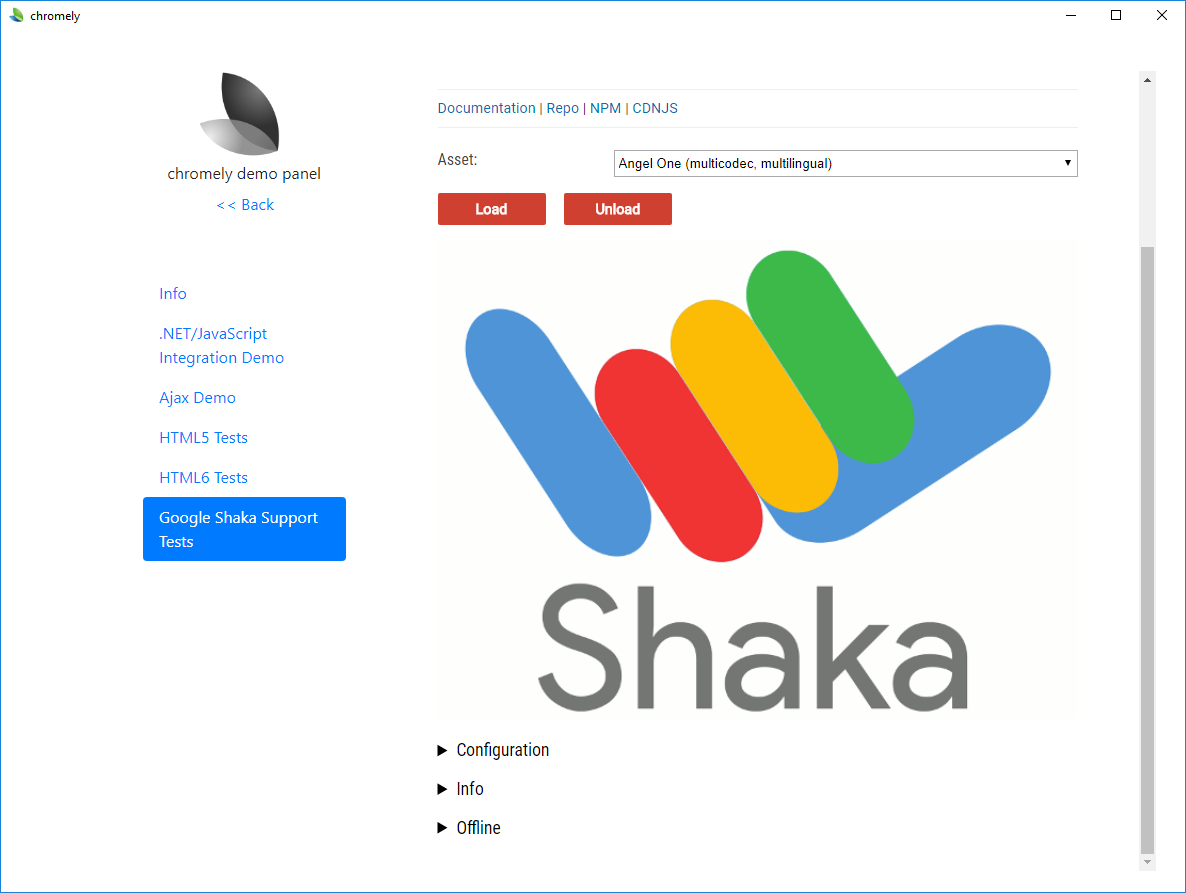 chromely
chromely demo panel
<< Back
Info
.NET/JavaScript
Integration Demo
Ajax Demo
HTML5 Tests
HTML6 Tests
Google Shaka Support
Tests
Documentation | Repo | NPM | CDNJS
Asset:
Angel One (multicodec, multilingual)
Load
Unload
Shaka
Configuration
Info
Offline